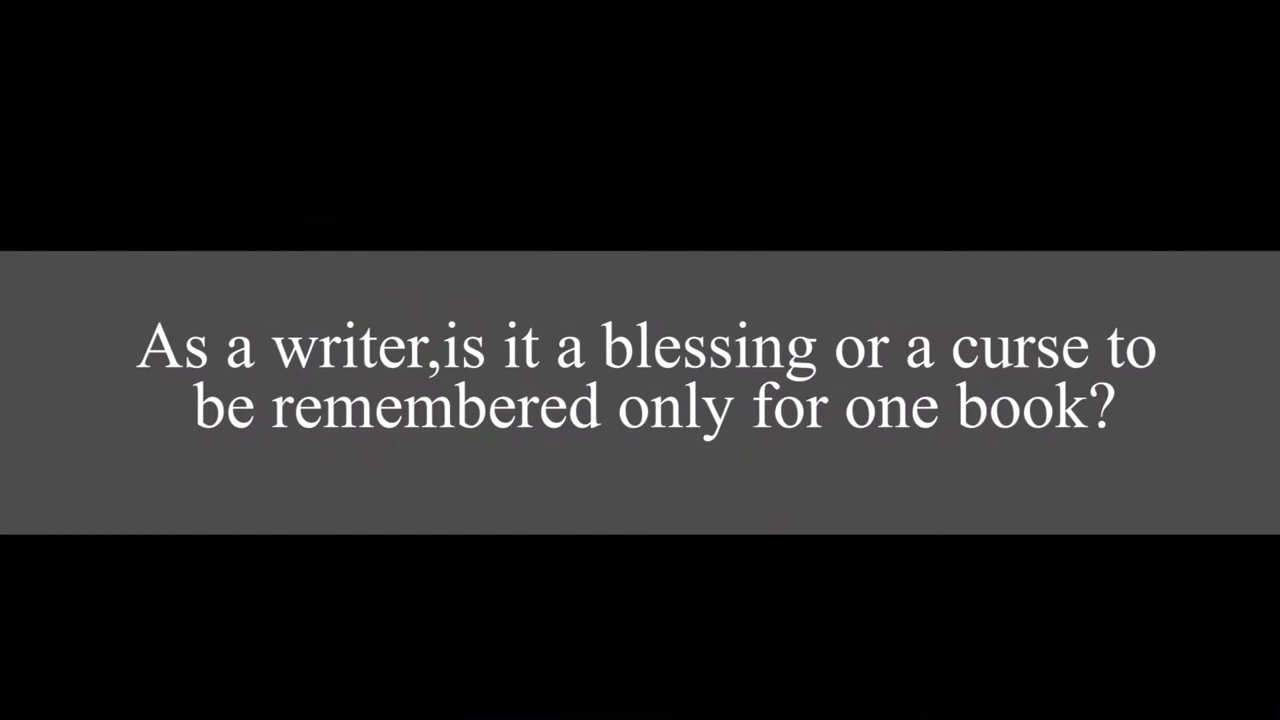 As a writer,is it a blessing or a curse to
be remembered only for one book?